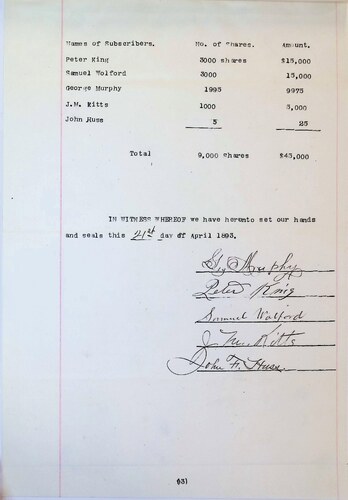 Names of Subscribers. No. of Shares. Amount.
Peter King 3000 shares $15,000
Samuel Wolford 3000 15,000
George Murphy 1995 9975
J.M. Kitts 1000 5,000
John Huss 5 25
Total 9,000 shares $45,000
IN WITNESS WHEREOF we have hereunto set our hands
and seals this 21st day of April 1893.
Geo Murphy
Peter King
Samuel Wolford
J M. Kitts
John F. Huss
(3)